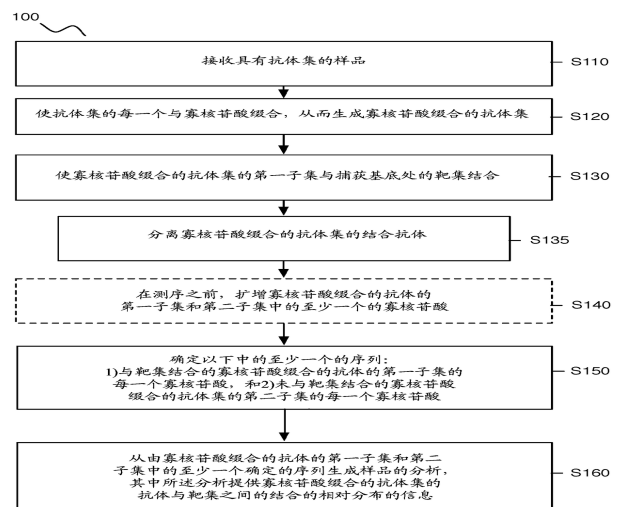 100
接收具有抗体集的样品
S110
使抗体集的每一个与寡核苷酸缀合，从而生成寡核苷酸缀合的抗体集
S120
使寡核苷酸缀合的抗体集的第一子集与捕获基底处的靶集结合
S130
分离寡核苷酸缀合的抗体集的结合抗体
S135
在测序之前，扩增寡核苷酸缀合的抗体的
第一子集和第二子集中的至少一个的寡核苷酸
S140
确定以下中的至少一个的序列：
1)与靶集结合的寡核苷酸缀合的抗体的第一子集的
每一个寡核苷酸，和2)未与靶集结合的寡核苷酸
缀合的抗体集的第二子集的每一个寡核苷酸
S150
从由寡核苷酸缀合的抗体的第一子集和第二
子集中的至少一个确定的序列生成样品的分析，
其中所述分析提供寡核苷酸缀合的抗体集的
抗体与靶集之间的结合的相对分布的信息
S160